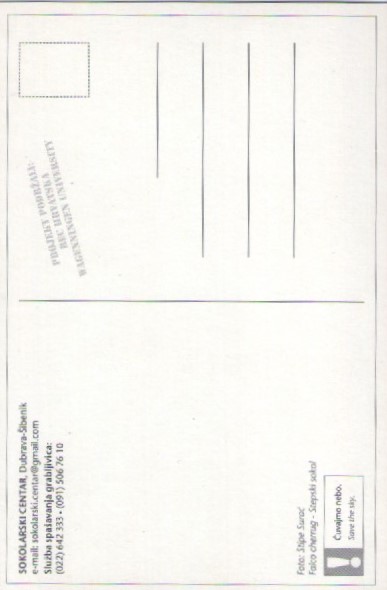 SOKOLARSKI CENTAR, Dubrava-Šibenik
e-mail: sokolarski.centar@gmail.com
Služba spašavanja grabljivica:
(022) 642 333 • (091) 506 76 10
PROJEKT PODRŽALI:
REC HRVATSKA
WAGENNINGEN UNIVERSITY
Foto: Stipe Surać
Falco cherrug - Stepski sokol
Čuvajmo nebo.
Save the sky.